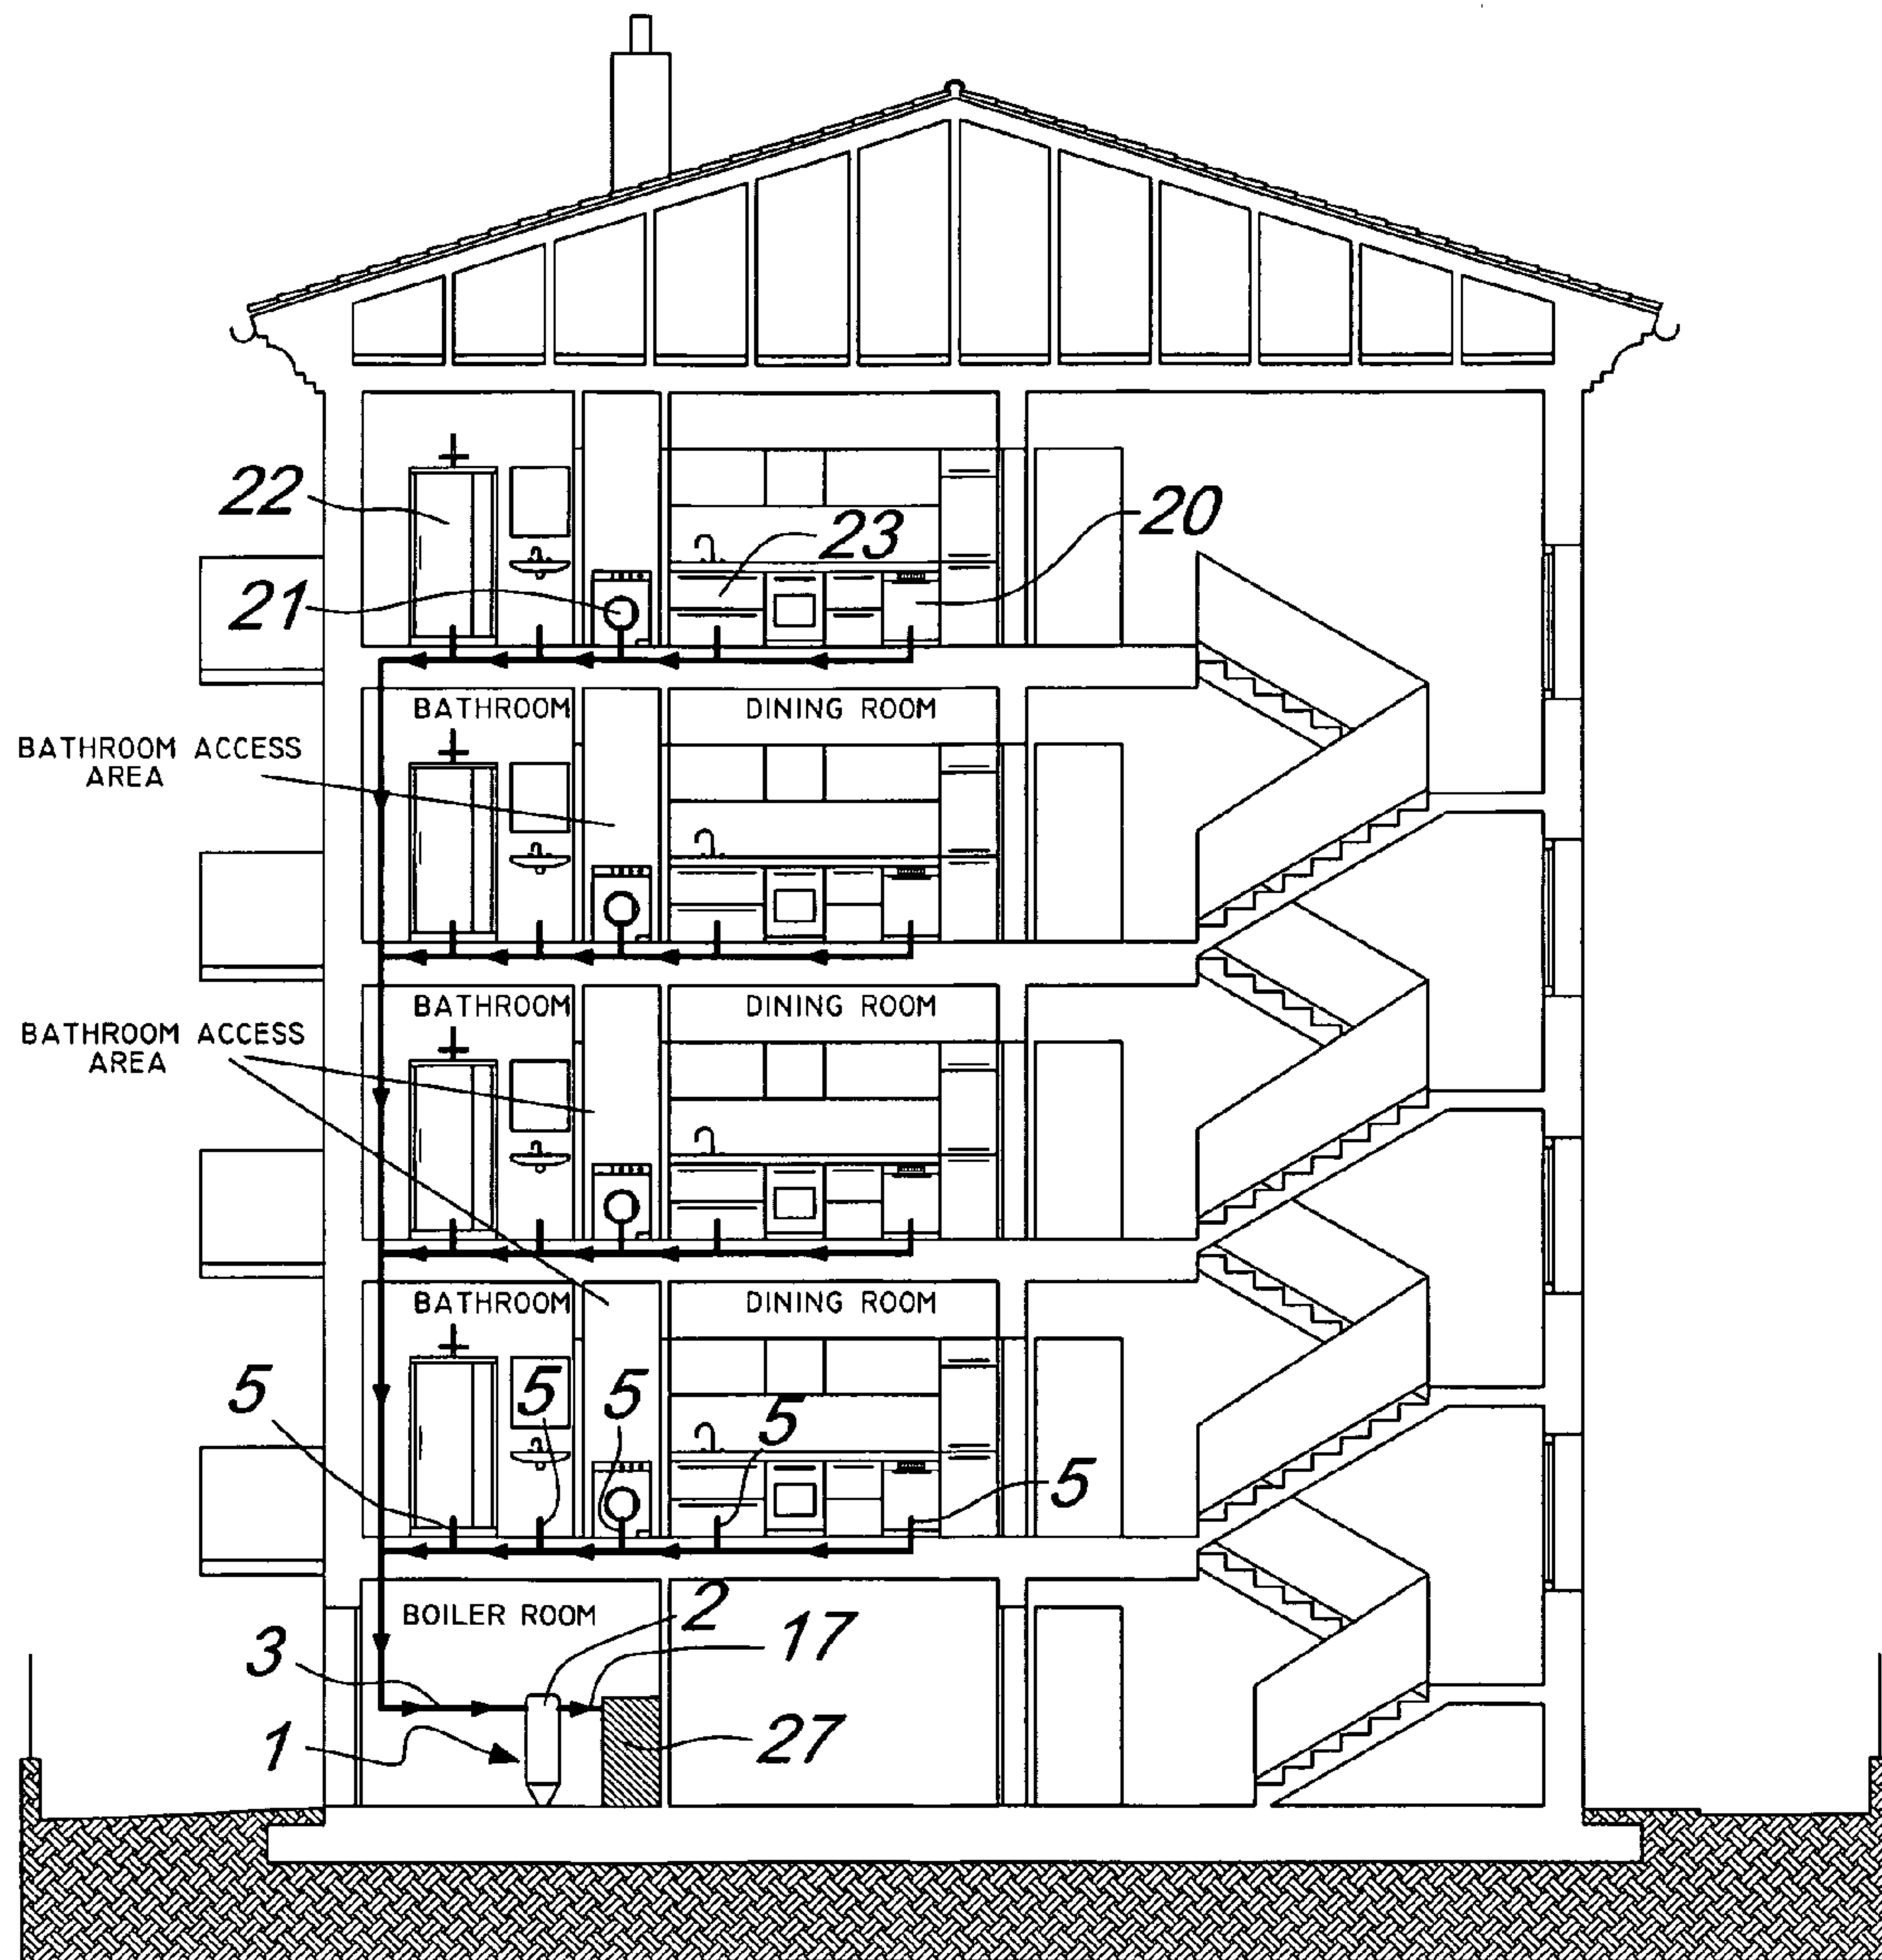 22
23
20
21
BATHROOM
DINING ROOM
BATHROOM ACCESS
AREA
BATHROOM
DINING ROOM
BATHROOM ACCESS
AREA
BATHROOM
DINING ROOM
5
5
5
5
5
BOILER ROOM
2
17
3
1
27